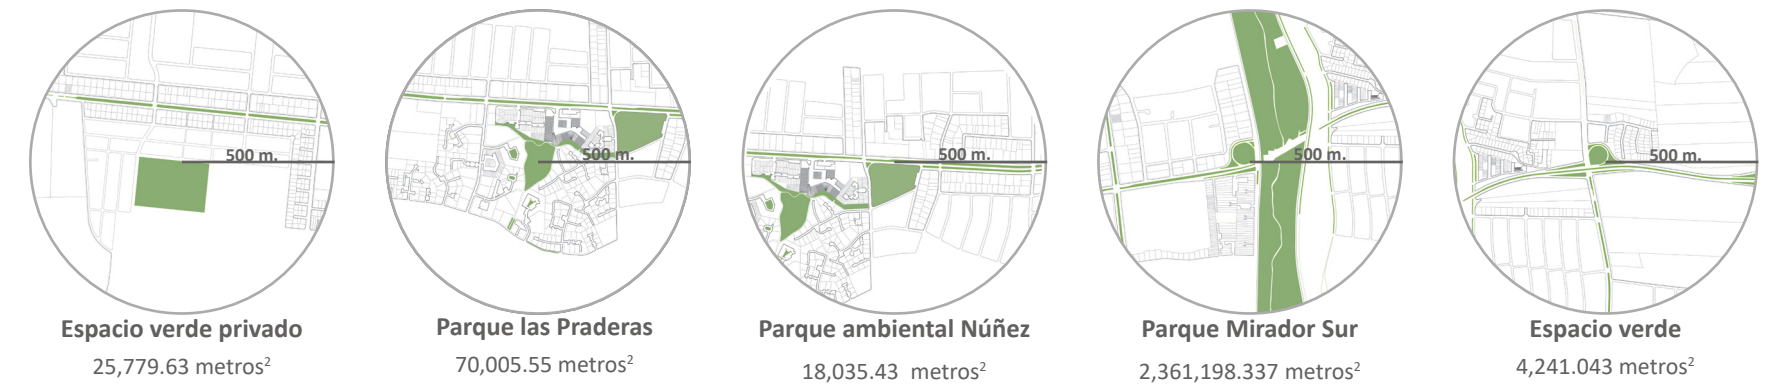 500 m.
500 m.
500 m.
500 m.
500 m.
Espacio verde privado
25,779.63 metros²
Parque las Praderas
70,005.55 metros²
Parque ambiental Núñez
18,035.43 metros²
Parque Mirador Sur
2,361,198.337 metros²
Espacio verde
4,241.043 metros²